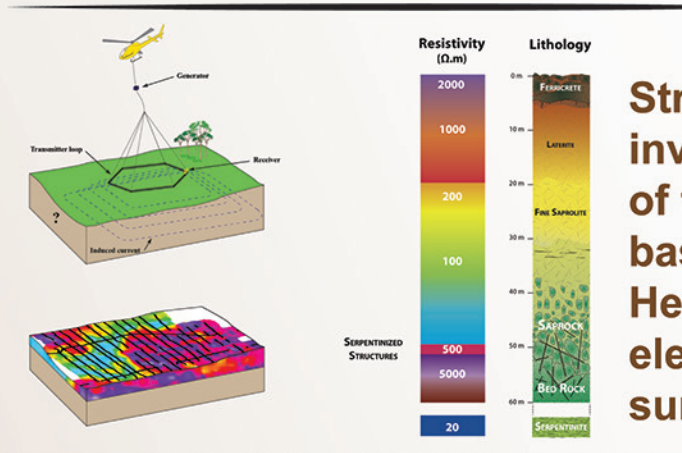 Generator
Transmitter loop
Receiver
?
Induced current
Resistivity
(Ω.m)
2000
1000
200
100
500
5000
20
SERPENTINIZED
STRUCTURES
Lithology
0 m
FERRICRETE
10 m
LATERITE
20 m
FINE SAPROLITE
30 m
40 m
SAPROCK
50 m
BED ROCK
60 m
SERPENTINITE
Str
inv
of
bas
He
ele
sur